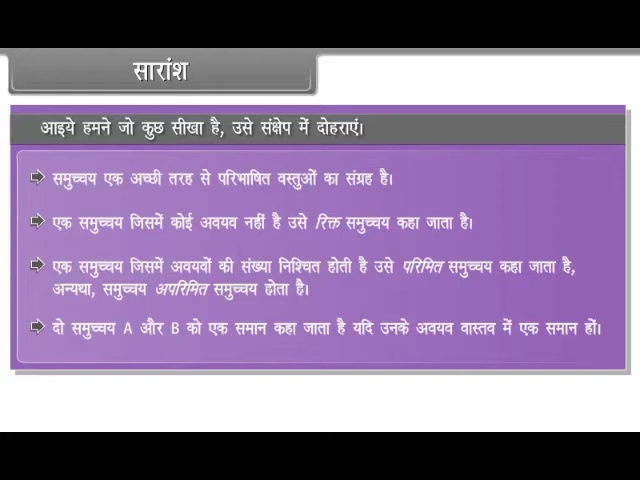 सारांश
आइये हमने जो कुछ सीखा है, उसे संक्षेप में दोहराएं।
समुच्चय एक अच्छी तरह से परिभाषित वस्तुओं का संग्रह है।
एक समुच्चय जिसमें कोई अवयव नहीं है उसे रिक्त समुच्चय कहा जाता है।
एक समुच्चय जिसमें अवयवों की संख्या निश्चित होती है उसे परिमित समुच्चय कहा जाता है,
अन्यथा, समुच्चय अपरिमित समुच्चय होता है।
दो समुच्चय A और B को एक समान कहा जाता है यदि उनके अवयव वास्तव में एक समान हों।